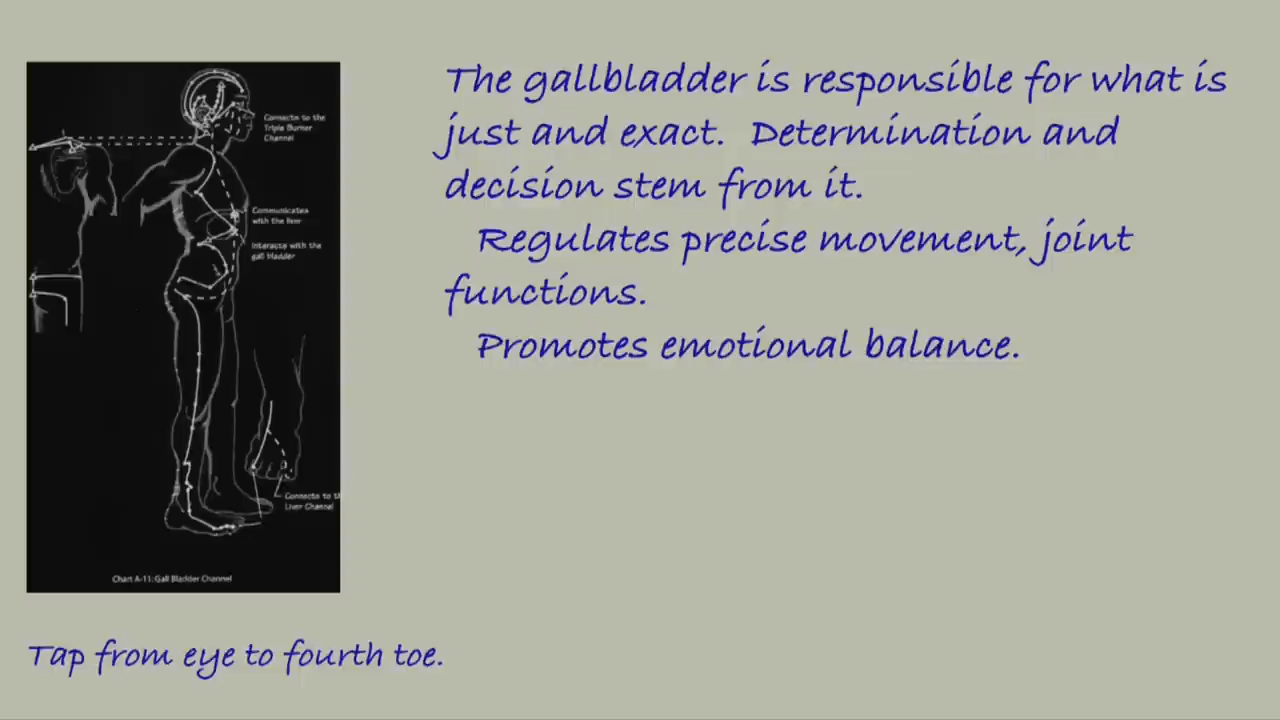 Connects to the
Triple Burner
Channel
Communicates
with the liver
Interacts with the
gall bladder
Connects to
Liver Channel
Chart A-11: Gall Bladder Channel
The gallbladder is responsible for what is
just and exact. Determination and
decision stem from it.
Regulates precise movement, joint
functions.
Promotes emotional balance.
Tap from eye to fourth toe.